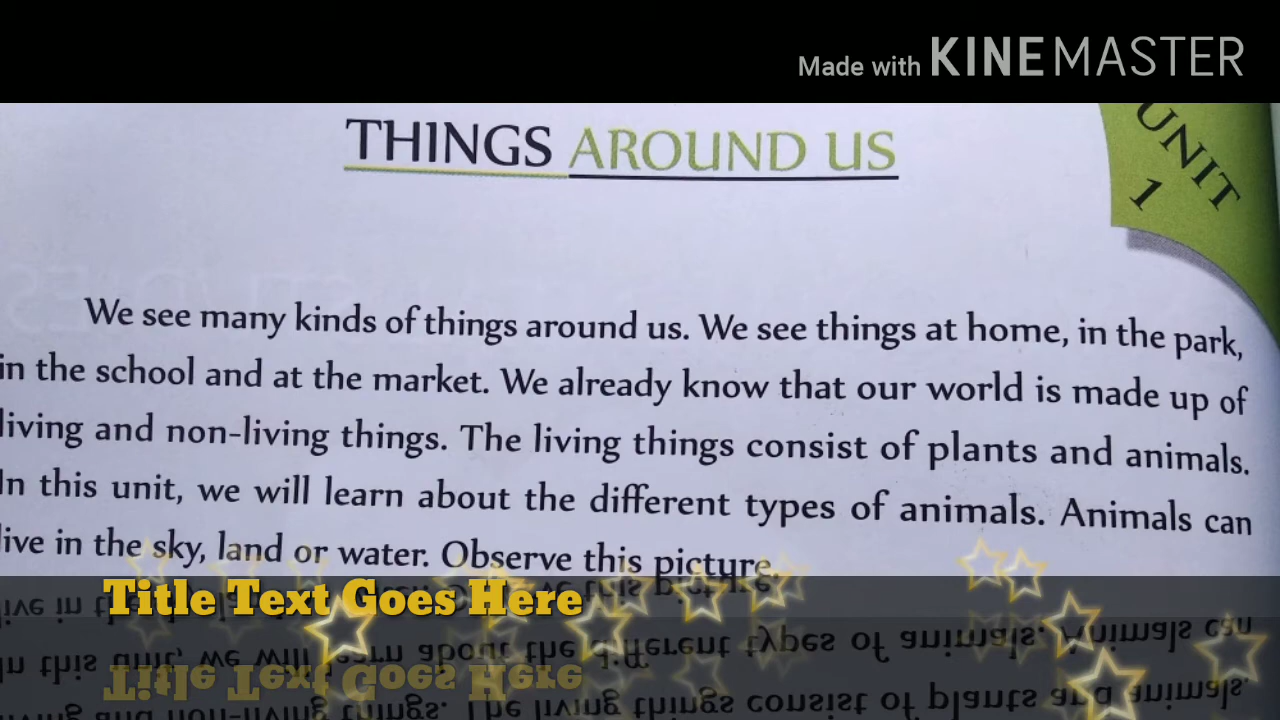 Made with KINEMASTER
THINGS AROUND US
UNIT
1
We see many kinds of things around us. We see things at home, in the park,
in the school and at the market. We already know that our world is made up of
living and non-living things. The living things consist of plants and animals.
In this unit, we will learn about the different types of animals. Animals can
live in the sky, land or water. Observe this picture.
Title Text Goes Here